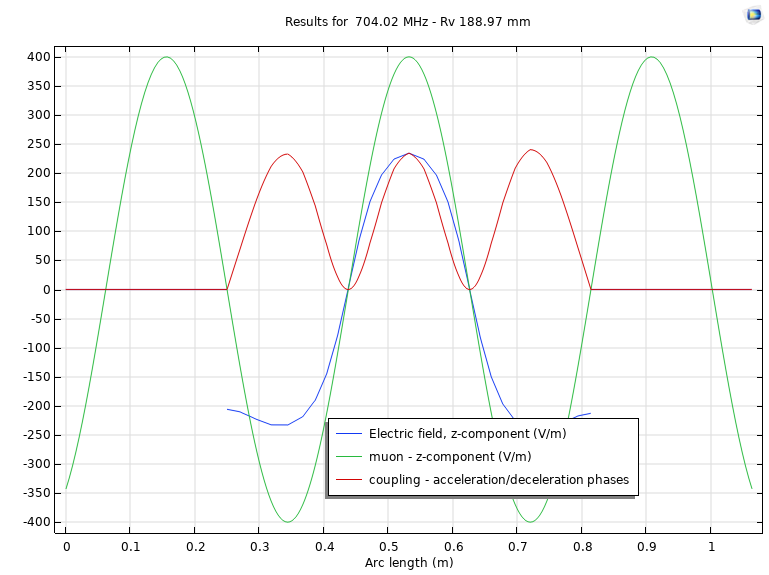 Results for  704.02 MHz - Rv 188.97 mm
400
350
300
250
200
150
100
50
0
-50
-100
-150
-200
-250
-300
-350
-400
Electric field, z-component (V/m)
muon - z-component (V/m)
coupling - acceleration/deceleration phases
0 0.1 0.2 0.3 0.4 0.5 0.6 0.7 0.8 0.9 1
Arc length (m)